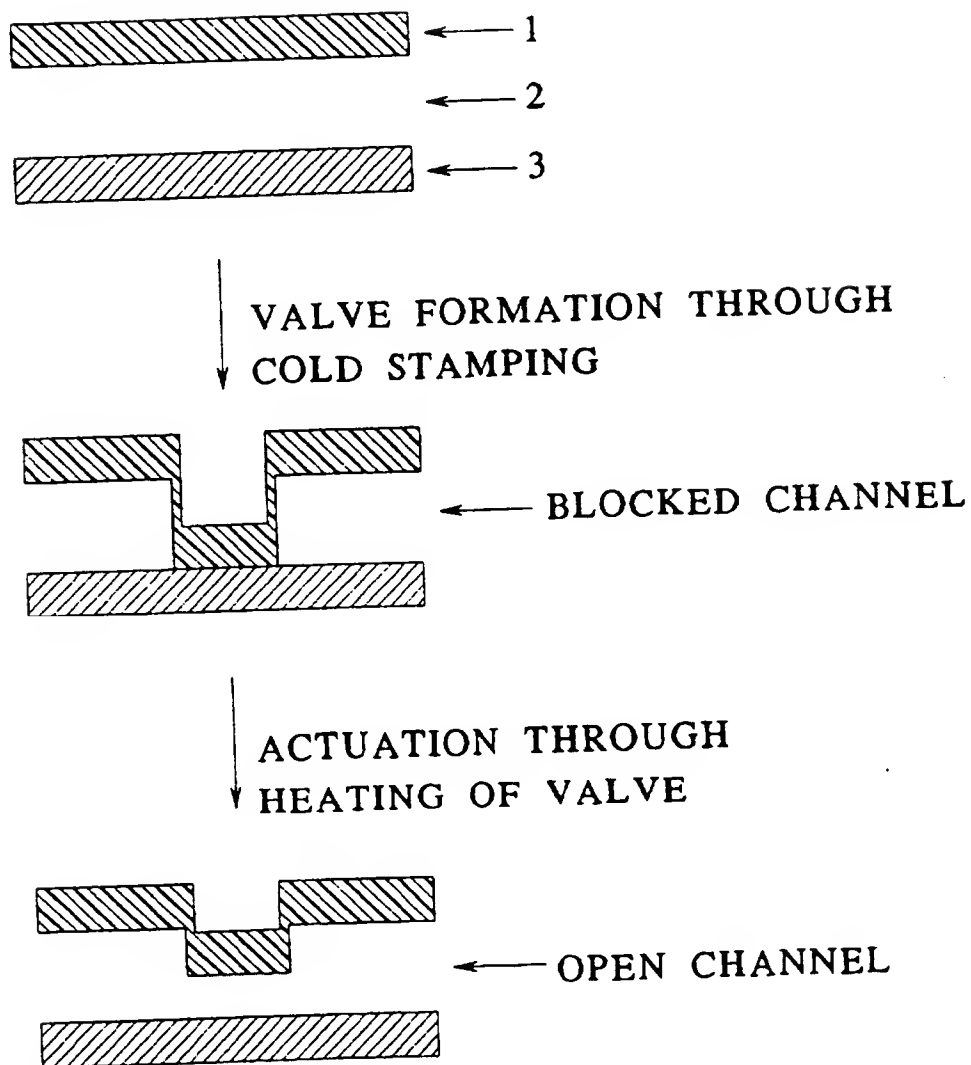 1
2
3
VALVE FORMATION THROUGH
COLD STAMPING
BLOCKED CHANNEL
ACTUATION THROUGH
HEATING OF VALVE
OPEN CHANNEL